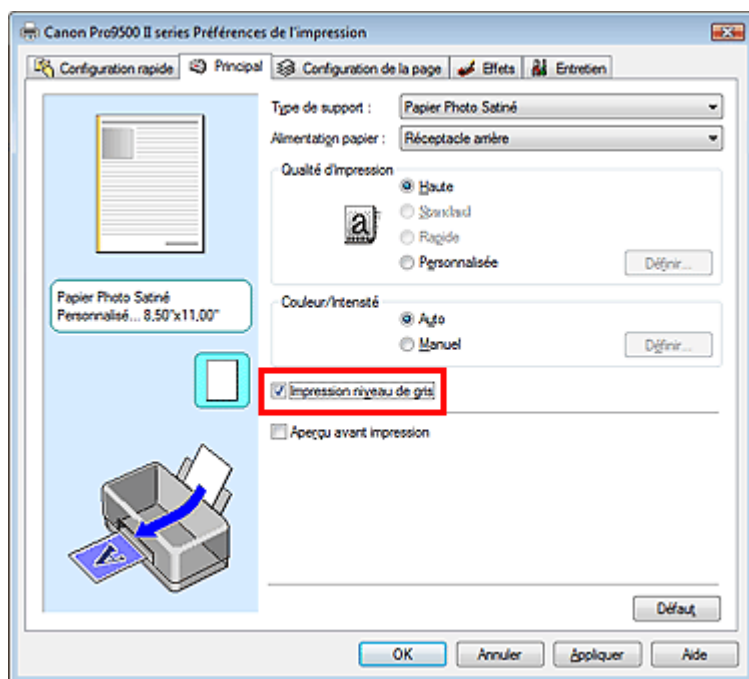 Canon Pro9500 II series Préférences de l'impression
Configuration rapide Principal Configuration de la page Effets Entretien
Type de support : Papier Photo Satiné
Alimentation papier : Réceptacle arrière
Qualité d'impression
Haute
Standard
Rapide
Personnalisée Définir...
Papier Photo Satiné
Personnalisé... 8,50"x11,00"
Couleur/Intensité
Auto
Manuel Définir...
Impression niveau de gris
Aperçu avant impression
Défaut
OK Annuler Appliquer Aide